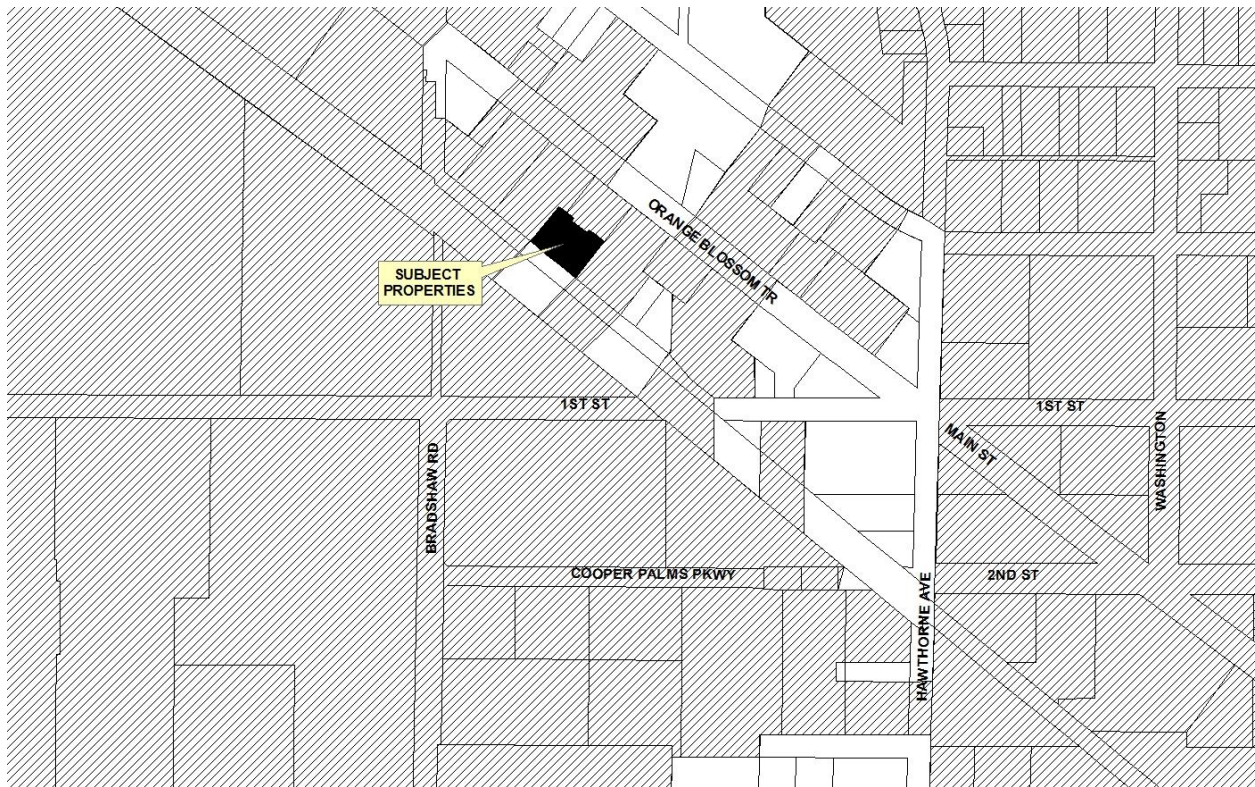 ORANGE BLOSSOM TR
SUBJECT
PROPERTIES
1ST ST
1ST ST
MAIN ST
BRADSHAW RD
WASHINGTON
COOPER PALMS PKWY
2ND ST
HAWTHORNE AVE